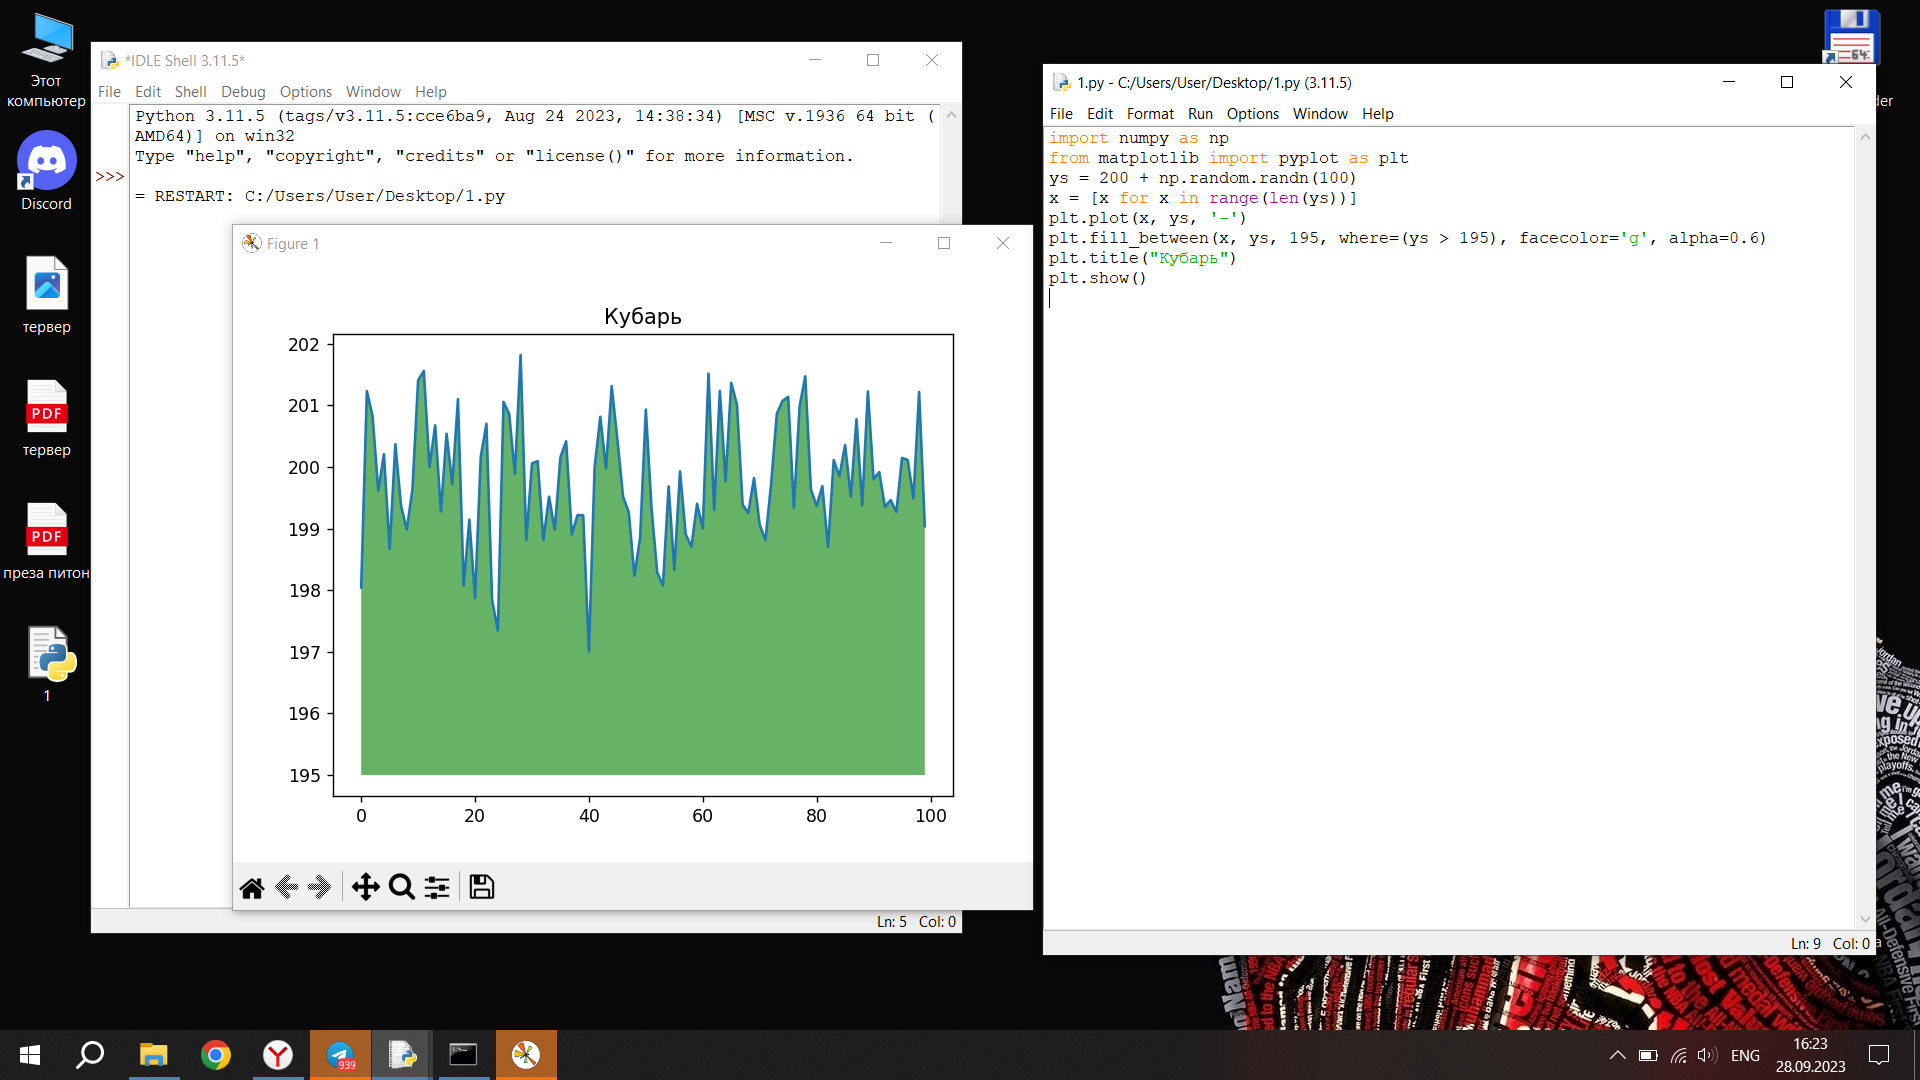 Этот
компьютер
Discord
тервер
PDF
тервер
PDF
преза питон
1
*IDLE Shell 3.11.5*
File Edit Shell Debug Options Window Help
Python 3.11.5 (tags/v3.11.5:cce6ba9, Aug 24 2023, 14:38:34) [MSC v.1936 64 bit (
AMD64)] on win32
Type "help", "copyright", "credits" or "license()" for more information.
>>>
= RESTART: C:/Users/User/Desktop/1.py
Ln: 5 Col: 0
Figure 1
Кубарь
202
201
200
199
198
197
196
195
0 20 40 60 80 100
64
der
1.py - C:/Users/User/Desktop/1.py (3.11.5)
File Edit Format Run Options Window Help
import numpy as np
from matplotlib import pyplot as plt
ys = 200 + np.random.randn(100)
x = [x for x in range(len(ys))]
plt.plot(x, ys, '-')
plt.fill_between(x, ys, 195, where=(ys > 195), facecolor='g', alpha=0.6)
plt.title("Кубарь")
plt.show()
Ln: 9 Col: 0
939
ENG
16:23
28.09.2023